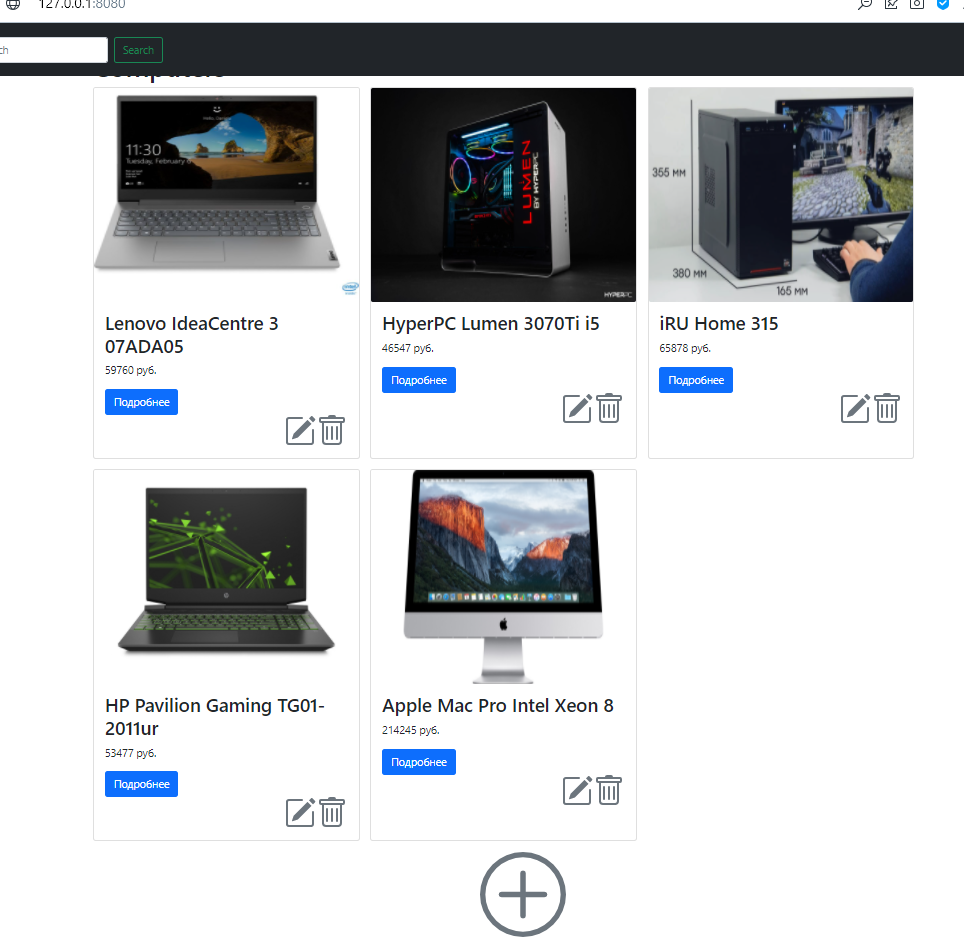 127.0.0.1:8080
ch
Search
Computers
11:30
Tuesday, February 6
intel
LUMEN
BY HYPERPC
HYPERPC
355 мм
380 мм
165 мм
Lenovo IdeaCentre 3
07ADA05
59760 руб.
Подробнее
HyperPC Lumen 3070Ti i5
46547 руб.
Подробнее
iRU Home 315
65878 руб.
Подробнее
HP Pavilion Gaming TG01-
2011ur
53477 руб.
Подробнее
Apple Mac Pro Intel Xeon 8
214245 руб.
Подробнее